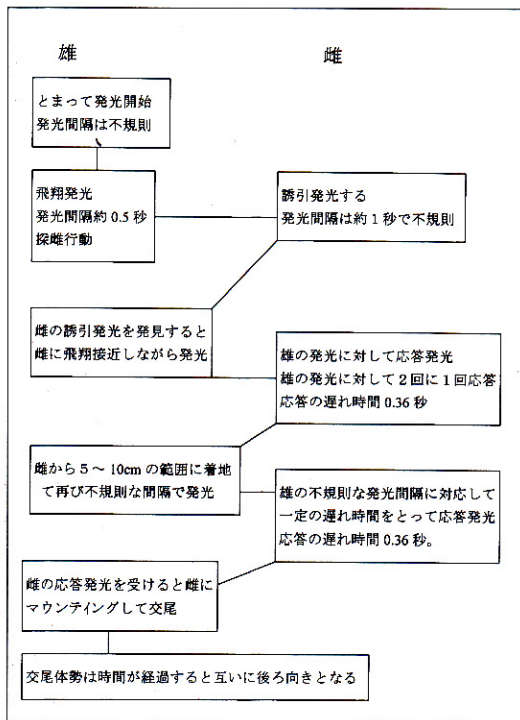 雄
雌
とまって発光開始
発光間隔は不規則
飛翔発光
発光間隔約 0.5 秒
探雌行動
誘引発光する
発光間隔は約 1 秒で不規則
雌の誘引発光を発見すると
雌に飛翔接近しながら発光
雄の発光に対して応答発光
雄の発光に対して2回に1回応答
応答の遅れ時間 0.36 秒
雌から5～ 10cm の範囲に着地
て再び不規則な間隔で発光
雄の不規則な発光間隔に対応して
一定の遅れ時間をとって応答発光
応答の遅れ時間 0.36 秒。
雌の応答発光を受けると雌に
マウンティングして交尾
交尾体勢は時間が経過すると互いに後ろ向きとなる